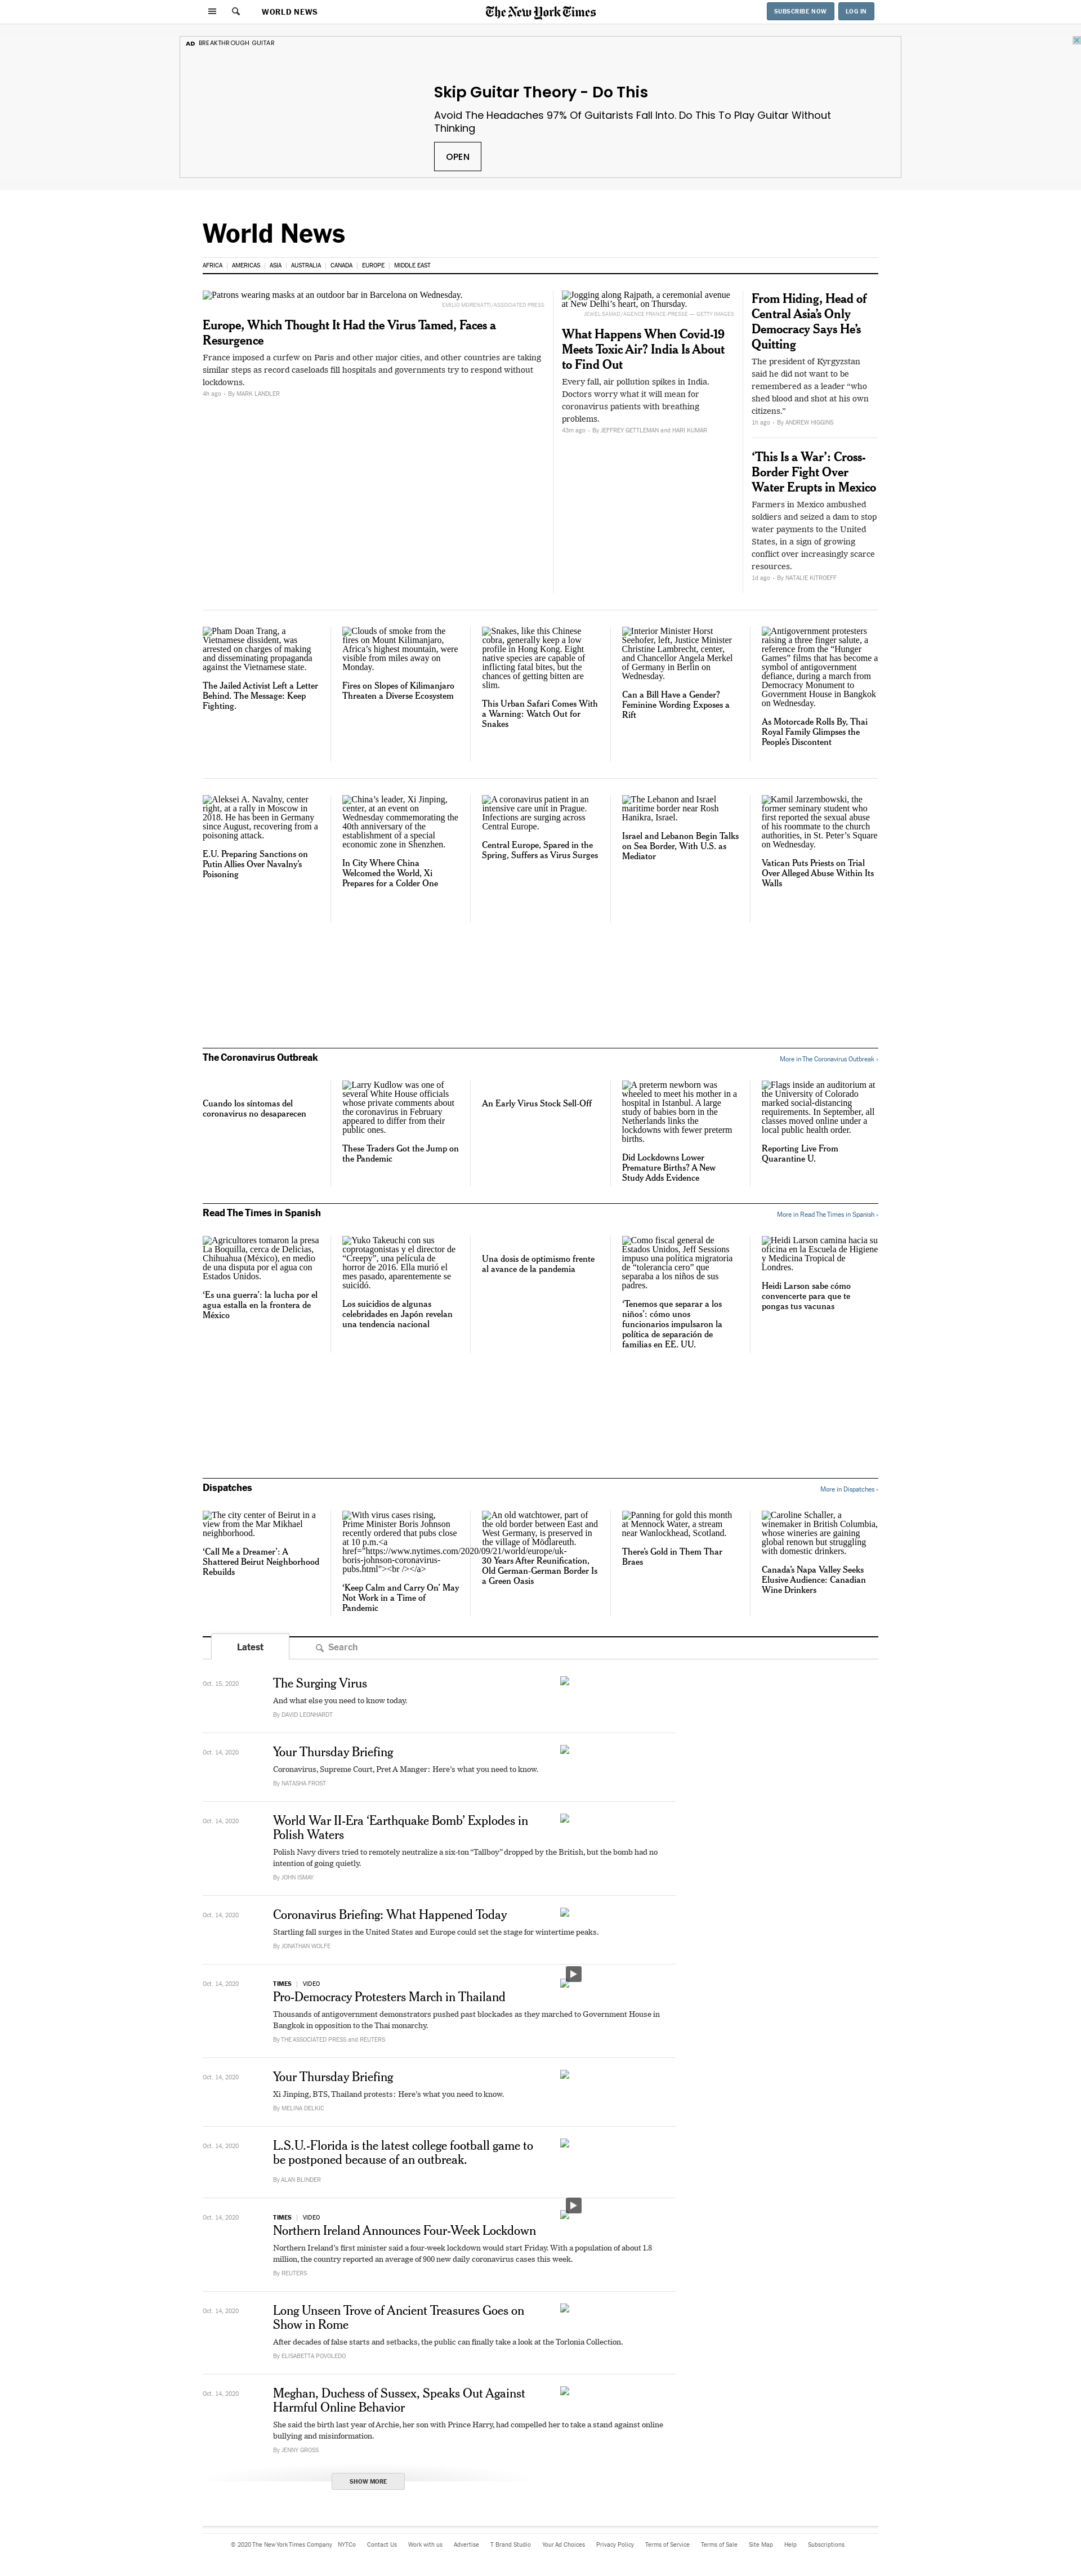 WORLD NEWS
The New York Times
SUBSCRIBE NOW
LOG IN
AD BREAKTHROUGH GUITAR
Skip Guitar Theory - Do This
Avoid The Headaches 97% Of Guitarists Fall Into. Do This To Play Guitar Without
Thinking
OPEN
World News
AFRICA
AMERICAS
ASIA
AUSTRALIA
CANADA
EUROPE
MIDDLE EAST
Patrons wearing masks at an outdoor bar in Barcelona on Wednesday.
EMILIO MORENATTI/ASSOCIATED PRESS
Europe, Which Thought It Had the Virus Tamed, Faces a
Resurgence
France imposed a curfew on Paris and other major cities, and other countries are taking
similar steps as record caseloads fill hospitals and governments try to respond without
lockdowns.
4h ago · By MARK LANDLER
Jogging along Rajpath, a ceremonial avenue
at New Delhi's heart, on Thursday.
JEWEL SAMAD/AGENCE FRANCE-PRESSE — GETTY IMAGES
What Happens When Covid-19
Meets Toxic Air? India Is About
to Find Out
Every fall, air pollution spikes in India.
Doctors worry what it will mean for
coronavirus patients with breathing
problems.
43m ago · By JEFFREY GETTLEMAN and HARI KUMAR
From Hiding, Head of
Central Asia's Only
Democracy Says He's
Quitting
The president of Kyrgyzstan
said he did not want to be
remembered as a leader “who
shed blood and shot at his own
citizens.”
1h ago · By ANDREW HIGGINS
‘This Is a War’: Cross-
Border Fight Over
Water Erupts in Mexico
Farmers in Mexico ambushed
soldiers and seized a dam to stop
water payments to the United
States, in a sign of growing
conflict over increasingly scarce
resources.
1d ago · By NATALIE KITROEFF
Pham Doan Trang, a
Vietnamese dissident, was
arrested on charges of making
and disseminating propaganda
against the Vietnamese state.
The Jailed Activist Left a Letter
Behind. The Message: Keep
Fighting.
Clouds of smoke from the
fires on Mount Kilimanjaro,
Africa's highest mountain, were
visible from miles away on
Monday.
Fires on Slopes of Kilimanjaro
Threaten a Diverse Ecosystem
Snakes, like this Chinese
cobra, generally keep a low
profile in Hong Kong. Eight
native species are capable of
inflicting fatal bites, but the
chances of getting bitten are
slim.
This Urban Safari Comes With
a Warning: Watch Out for
Snakes
Interior Minister Horst
Seehofer, left, Justice Minister
Christine Lambrecht, center,
and Chancellor Angela Merkel
of Germany in Berlin on
Wednesday.
Can a Bill Have a Gender?
Feminine Wording Exposes a
Rift
Antigovernment protesters
raising a three finger salute, a
reference from the “Hunger
Games” films that has become a
symbol of antigovernment
defiance, during a march from
Democracy Monument to
Government House in Bangkok
on Wednesday.
As Motorcade Rolls By, Thai
Royal Family Glimpses the
People's Discontent
Aleksei A. Navalny, center
right, at a rally in Moscow in
2018. He has been in Germany
since August, recovering from a
poisoning attack.
E.U. Preparing Sanctions on
Putin Allies Over Navalny's
Poisoning
China's leader, Xi Jinping,
center, at an event on
Wednesday commemorating the
40th anniversary of the
establishment of a special
economic zone in Shenzhen.
In City Where China
Welcomed the World, Xi
Prepares for a Colder One
A coronavirus patient in an
intensive care unit in Prague.
Infections are surging across
Central Europe.
Central Europe, Spared in the
Spring, Suffers as Virus Surges
The Lebanon and Israel
maritime border near Rosh
Hanikra, Israel.
Israel and Lebanon Begin Talks
on Sea Border, With U.S. as
Mediator
Kamil Jarzembowski, the
former seminary student who
first reported the sexual abuse
of his roommate to the church
authorities, in St. Peter's Square
on Wednesday.
Vatican Puts Priests on Trial
Over Alleged Abuse Within Its
Walls
The Coronavirus Outbreak
More in The Coronavirus Outbreak ›
Cuando los síntomas del
coronavirus no desaparecen
Larry Kudlow was one of
several White House officials
whose private comments about
the coronavirus in February
appeared to differ from their
public ones.
These Traders Got the Jump on
the Pandemic
An Early Virus Stock Sell-Off
A preterm newborn was
wheeled to meet his mother in a
hospital in Istanbul. A large
study of babies born in the
Netherlands links the
lockdowns with fewer preterm
births.
Did Lockdowns Lower
Premature Births? A New
Study Adds Evidence
Flags inside an auditorium at
the University of Colorado
marked social-distancing
requirements. In September, all
classes moved online under a
local public health order.
Reporting Live From
Quarantine U.
Read The Times in Spanish
More in Read The Times in Spanish ›
Agricultores tomaron la presa
La Boquilla, cerca de Delicias,
Chihuahua (México), en medio
de una disputa por el agua con
Estados Unidos.
‘Es una guerra’: la lucha por el
agua estalla en la frontera de
México
Yuko Takeuchi con sus
coprotagonistas y el director de
“Creepy”, una película de
horror de 2016. Ella murió el
mes pasado, aparentemente se
suicidó.
Los suicidios de algunas
celebridades en Japón revelan
una tendencia nacional
Una dosis de optimismo frente
al avance de la pandemia
Como fiscal general de
Estados Unidos, Jeff Sessions
impuso una política migratoria
de “tolerancia cero” que
separaba a los niños de sus
padres.
‘Tenemos que separar a los
niños’: cómo unos
funcionarios impulsaron la
política de separación de
familias en EE. UU.
Heidi Larson camina hacia su
oficina en la Escuela de Higiene
y Medicina Tropical de
Londres.
Heidi Larson sabe cómo
convencerte para que te
pongas tus vacunas
Dispatches
More in Dispatches ›
The city center of Beirut in a
view from the Mar Mikhael
neighborhood.
‘Call Me a Dreamer’: A
Shattered Beirut Neighborhood
Rebuilds
With virus cases rising,
Prime Minister Boris Johnson
recently ordered that pubs close
at 10 p.m.<a
href="https://www.nytimes.com/2020/09/21/world/europe/uk-
boris-johnson-coronavirus-
pubs.html"><br /></a>
‘Keep Calm and Carry On’ May
Not Work in a Time of
Pandemic
An old watchtower, part of
the old border between East and
West Germany, is preserved in
the village of Mödlareuth.
30 Years After Reunification,
Old German-German Border Is
a Green Oasis
Panning for gold this month
at Mennock Water, a stream
near Wanlockhead, Scotland.
There's Gold in Them Thar
Braes
Caroline Schaller, a
winemaker in British Columbia,
whose wineries are gaining
global renown but struggling
with domestic drinkers.
Canada's Napa Valley Seeks
Elusive Audience: Canadian
Wine Drinkers
Latest
Search
Oct. 15, 2020
The Surging Virus
And what else you need to know today.
By DAVID LEONHARDT
Oct. 14, 2020
Your Thursday Briefing
Coronavirus, Supreme Court, Pret A Manger: Here's what you need to know.
By NATASHA FROST
Oct. 14, 2020
World War II-Era ‘Earthquake Bomb’ Explodes in
Polish Waters
Polish Navy divers tried to remotely neutralize a six-ton “Tallboy” dropped by the British, but the bomb had no
intention of going quietly.
By JOHN ISMAY
Oct. 14, 2020
Coronavirus Briefing: What Happened Today
Startling fall surges in the United States and Europe could set the stage for wintertime peaks.
By JONATHAN WOLFE
Oct. 14, 2020
TIMES | VIDEO
Pro-Democracy Protesters March in Thailand
Thousands of antigovernment demonstrators pushed past blockades as they marched to Government House in
Bangkok in opposition to the Thai monarchy.
By THE ASSOCIATED PRESS and REUTERS
Oct. 14, 2020
Your Thursday Briefing
Xi Jinping, BTS, Thailand protests: Here's what you need to know.
By MELINA DELKIC
Oct. 14, 2020
L.S.U.-Florida is the latest college football game to
be postponed because of an outbreak.
By ALAN BLINDER
Oct. 14, 2020
TIMES | VIDEO
Northern Ireland Announces Four-Week Lockdown
Northern Ireland's first minister said a four-week lockdown would start Friday. With a population of about 1.8
million, the country reported an average of 900 new daily coronavirus cases this week.
By REUTERS
Oct. 14, 2020
Long Unseen Trove of Ancient Treasures Goes on
Show in Rome
After decades of false starts and setbacks, the public can finally take a look at the Torlonia Collection.
By ELISABETTA POVOLEDO
Oct. 14, 2020
Meghan, Duchess of Sussex, Speaks Out Against
Harmful Online Behavior
She said the birth last year of Archie, her son with Prince Harry, had compelled her to take a stand against online
bullying and misinformation.
By JENNY GROSS
SHOW MORE
© 2020 The New York Times Company NYTCo Contact Us Work with us Advertise T Brand Studio Your Ad Choices Privacy Policy Terms of Service Terms of Sale Site Map Help Subscriptions